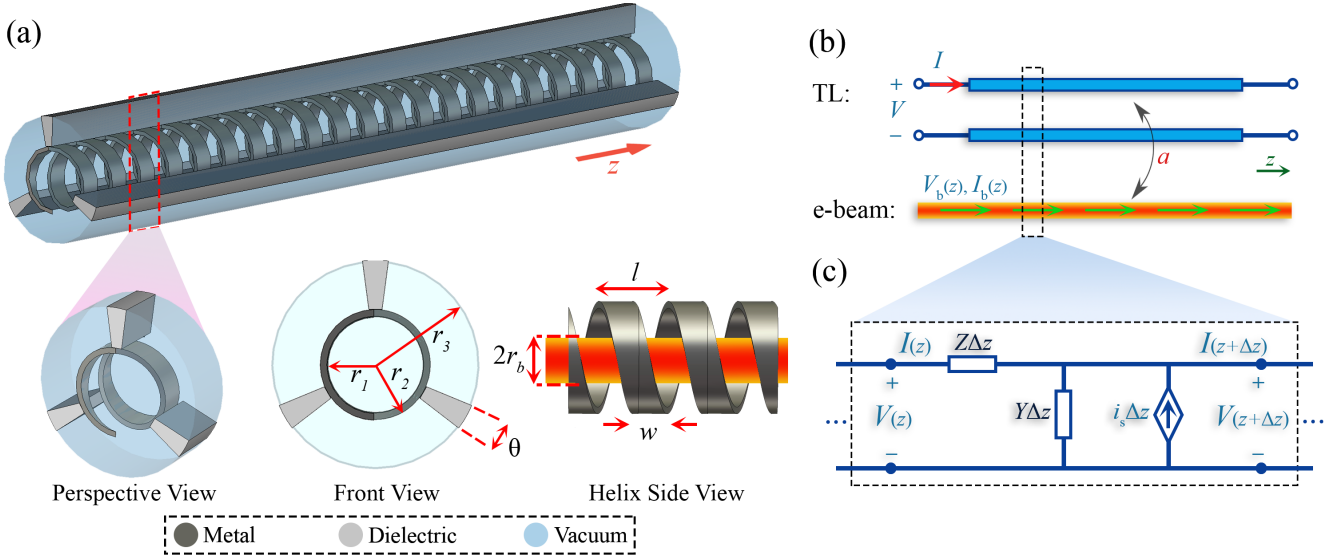 (a)
z
r1
r2
r3
θ
l
2rb
w
Perspective View
Front View
Helix Side View
Metal
Dielectric
Vacuum
(b)
TL:
I
+
V
−
a
z
Vb(z), Ib(z)
e-beam:
(c)
I(z)
ZΔz
I(z+Δz)
+
+
V(z)
YΔz
isΔz
V(z+Δz)
...
...
−
−